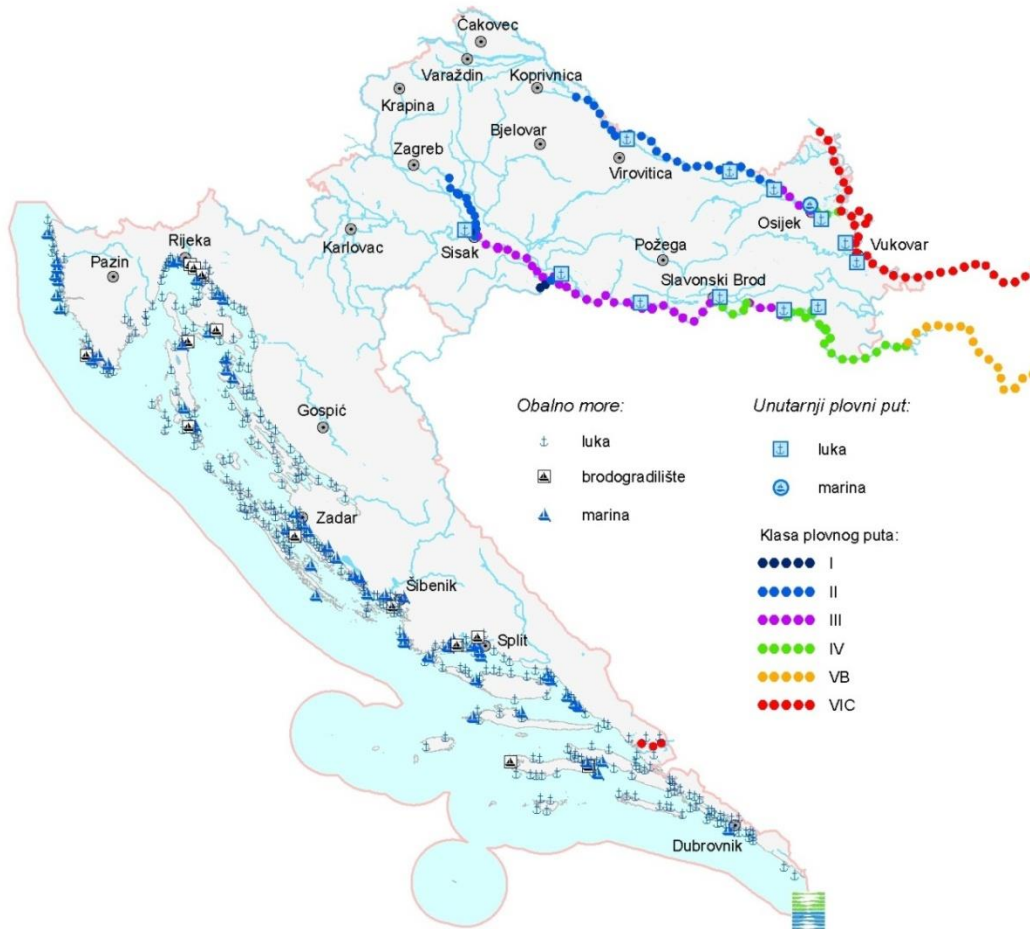 Čakovec
Varaždin
Koprivnica
Krapina
Bjelovar
Zagreb
Virovitica
Osijek
Rijeka
Karlovac
Sisak
Požega
Vukovar
Pazin
Slavonski Brod
Gospić
Obalno more:
luka
brodogradilište
marina
Unutarnji plovni put:
luka
marina
Klasa plovnog puta:
I
II
III
IV
VB
VIC
Zadar
Šibenik
Split
Dubrovnik